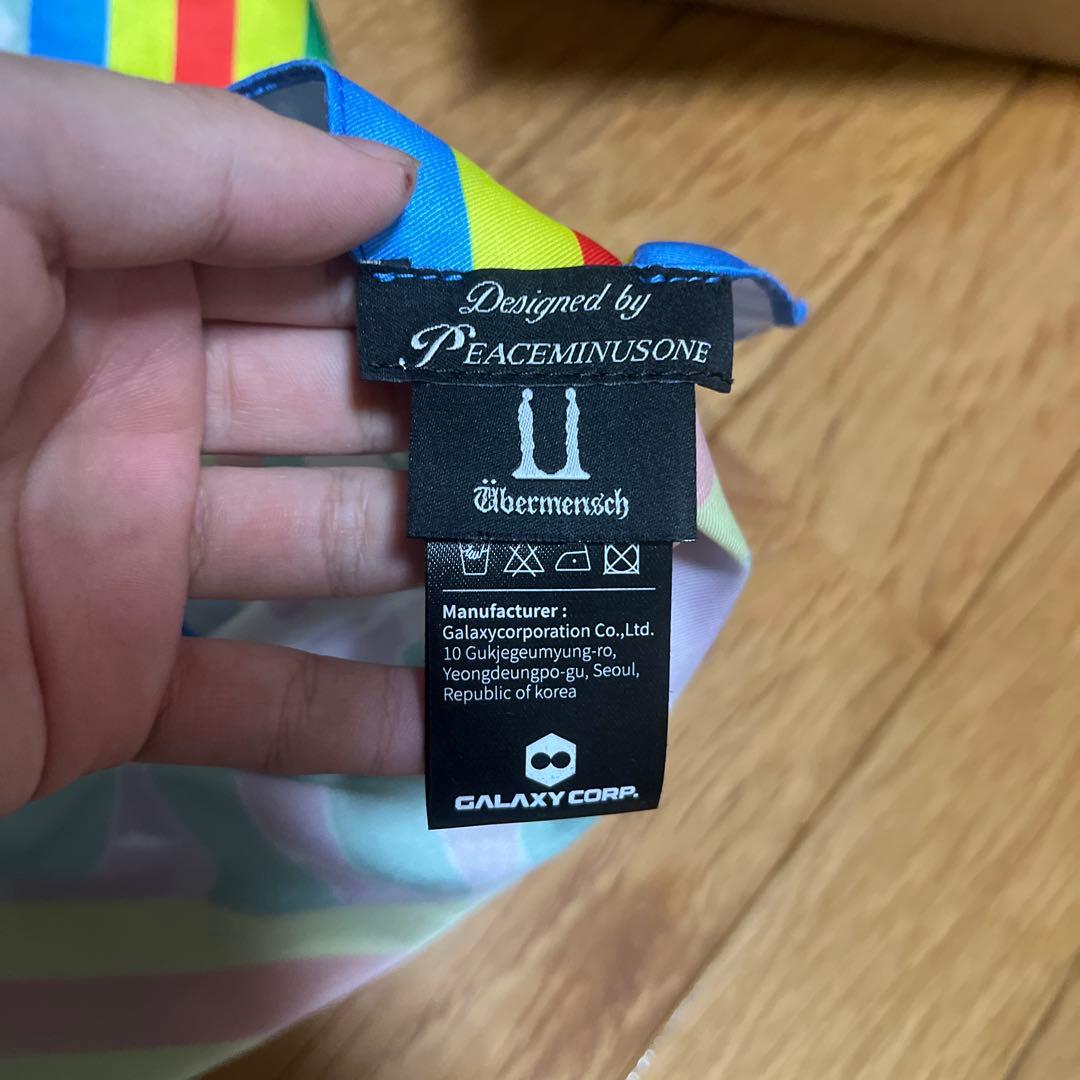 Designed by
PEACEMINUSONE
Übermensch
Manufacturer :
Galaxycorporation Co.,Ltd.
10 Gukjegeumyung-ro,
Yeongdeungpo-gu, Seoul,
Republic of korea
GALAXY CORP.